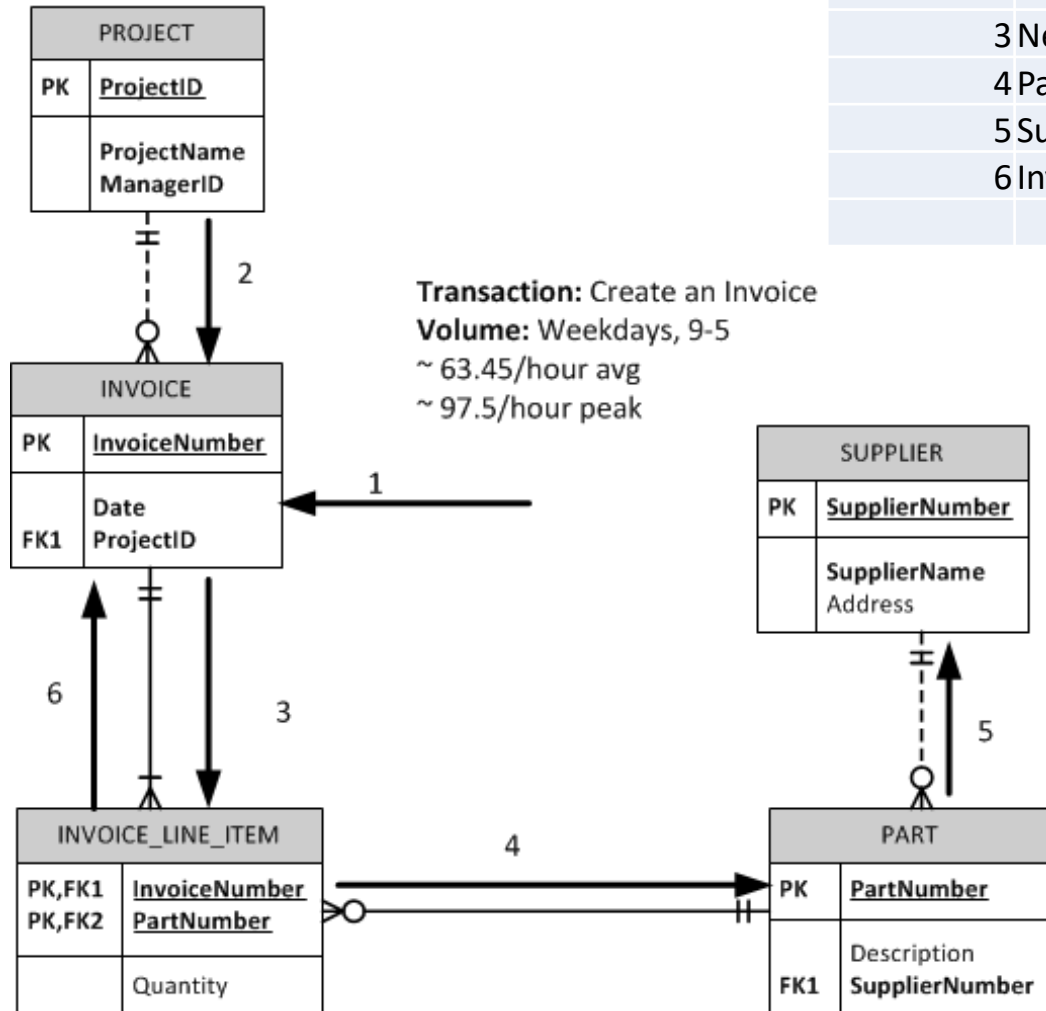 PROJECT
PK ProjectID
ProjectName
ManagerID
3
4
5
6
2
Transaction: Create an Invoice
Volume: Weekdays, 9-5
~ 63.45/hour avg
~ 97.5/hour peak
INVOICE
PK InvoiceNumber
Date
FK1 ProjectID
1
SUPPLIER
PK SupplierNumber
SupplierName
Address
6
3
5
INVOICE_LINE_ITEM
PK,FK1 InvoiceNumber
PK,FK2 PartNumber
Quantity
4
PART
PK PartNumber
Description
FK1 SupplierNumber